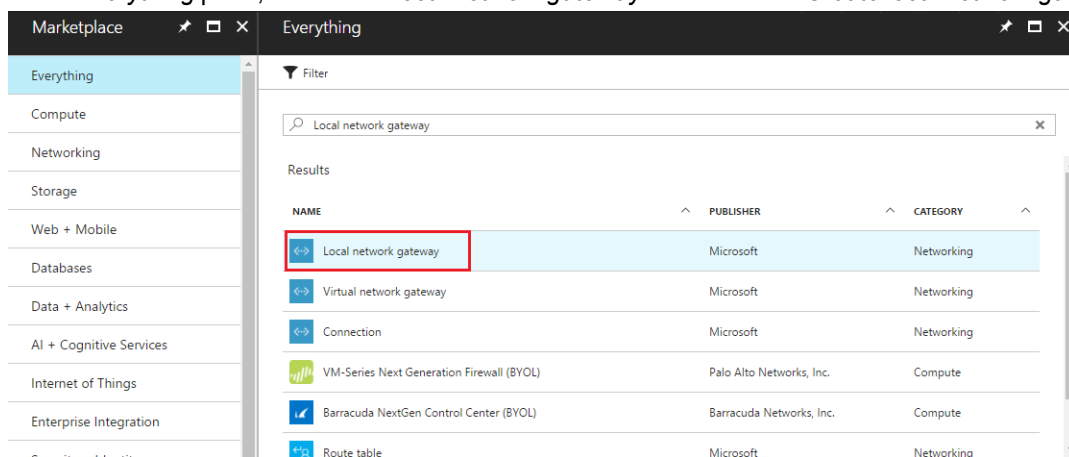 Marketplace
Everything
Everything
Filter
Compute
Local network gateway
Networking
Results
Storage
NAME PUBLISHER CATEGORY
Web + Mobile
Local network gateway Microsoft Networking
Databases
Virtual network gateway Microsoft Networking
Data + Analytics
Connection Microsoft Networking
AI + Cognitive Services
VM-Series Next Generation Firewall (BYOL) Palo Alto Networks, Inc. Compute
Internet of Things
Barracuda NextGen Control Center (BYOL) Barracuda Networks, Inc. Compute
Enterprise Integration
Route table Microsoft Networking